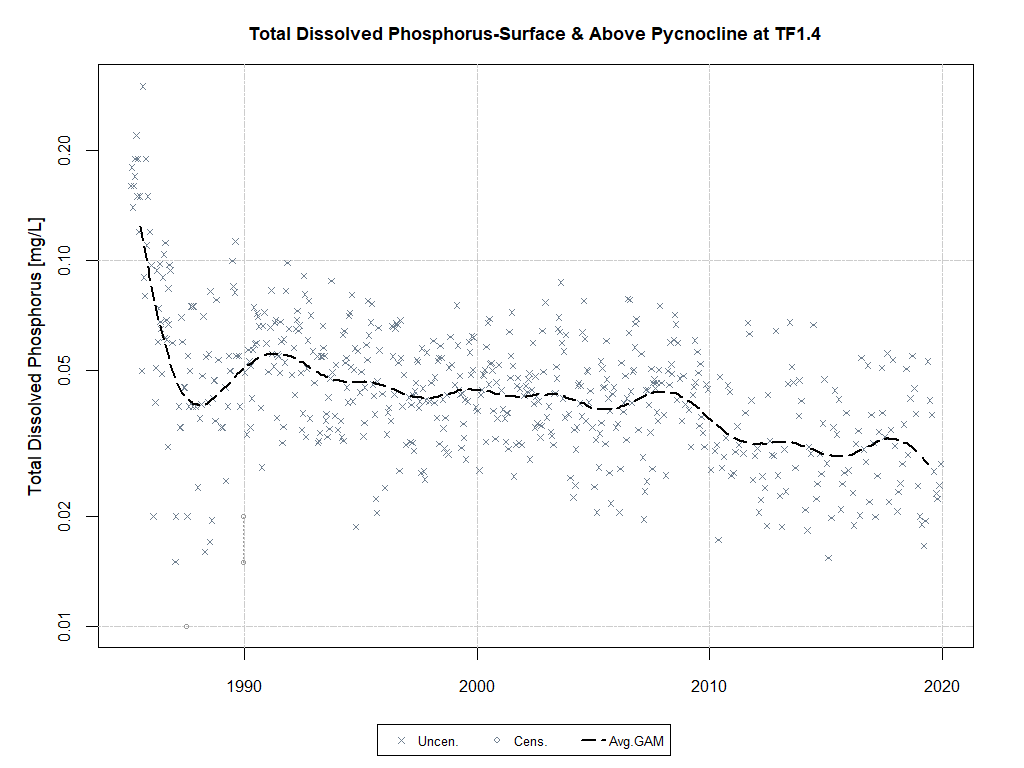 Total Dissolved Phosphorus-Surface & Above Pycnocline at TF1.4
Total Dissolved Phosphorus [mg/L]
0.20
0.10
0.05
0.02
0.01
1990 2000 2010 2020
Uncen. Cens. Avg.GAM